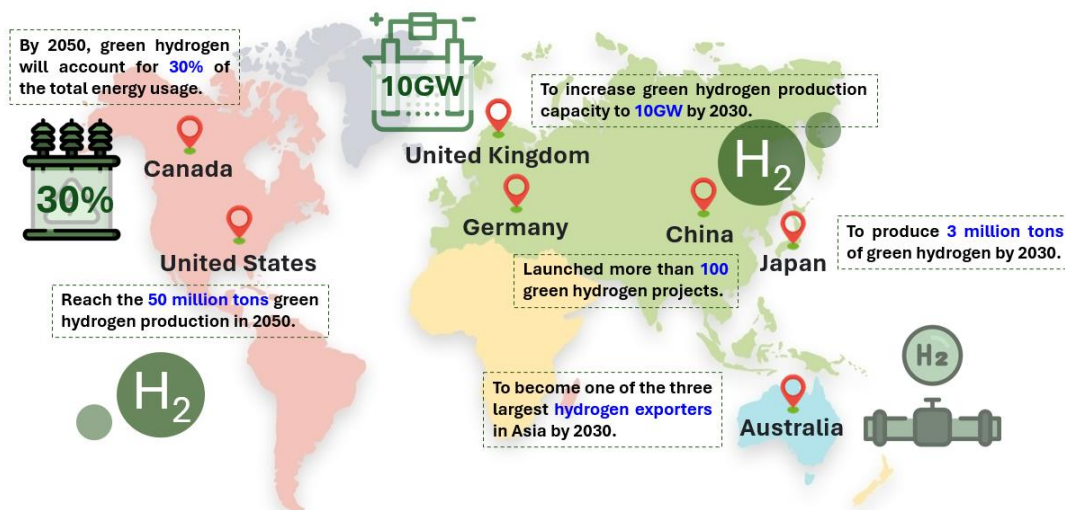 By 2050, green hydrogen
will account for 30% of
the total energy usage.
30%
Canada
United States
Reach the 50 million tons green
hydrogen production in 2050.
H2
+ −
10GW
To increase green hydrogen production
capacity to 10GW by 2030.
United Kingdom
H2
Germany
China
Launched more than 100
green hydrogen projects.
Japan
To produce 3 million tons
of green hydrogen by 2030.
To become one of the three
largest hydrogen exporters
in Asia by 2030.
Australia
H2